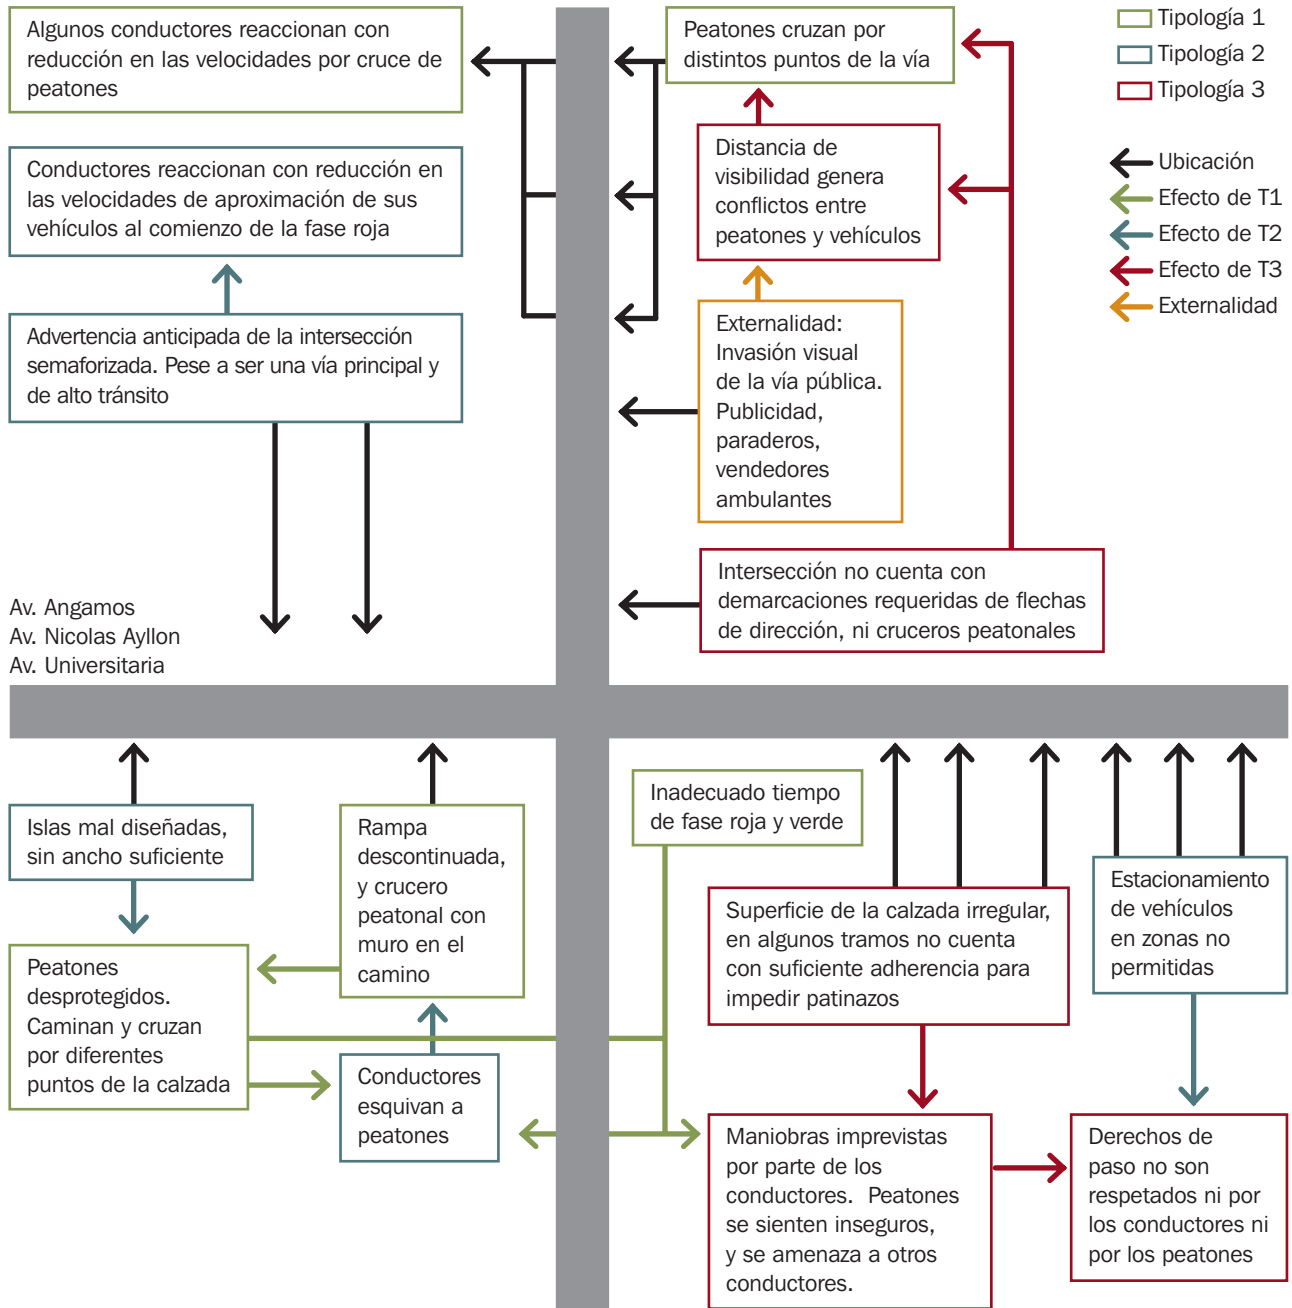 Algunos conductores reaccionan con
reducción en las velocidades por cruce de
peatones
Conductores reaccionan con reducción en
las velocidades de aproximación de sus
vehículos al comienzo de la fase roja
Advertencia anticipada de la intersección
semaforizada. Pese a ser una vía principal y
de alto tránsito
Av. Angamos
Av. Nicolas Ayllon
Av. Universitaria
Peatones cruzan por
distintos puntos de la vía
Distancia de
visibilidad genera
conflictos entre
peatones y vehículos
Externalidad:
Invasión visual
de la vía pública.
Publicidad,
paraderos,
vendedores
ambulantes
Intersección no cuenta con
demarcaciones requeridas de flechas
de dirección, ni cruceros peatonales
Tipología 1
Tipología 2
Tipología 3
Ubicación
Efecto de T1
Efecto de T2
Efecto de T3
Externalidad
Islas mal diseñadas,
sin ancho suficiente
Rampa
descontinuada,
y crucero
peatonal con
muro en el
camino
Peatones
desprotegidos.
Caminan y cruzan
por diferentes
puntos de la calzada
Conductores
esquivan a
peatones
Inadecuado tiempo
de fase roja y verde
Superficie de la calzada irregular,
en algunos tramos no cuenta
con suficiente adherencia para
impedir patinazos
Estacionamiento
de vehículos
en zonas no
permitidas
Maniobras imprevistas
por parte de los
conductores. Peatones
se sienten inseguros,
y se amenaza a otros
conductores.
Derechos de
paso no son
respetados ni por
los conductores ni
por los peatones